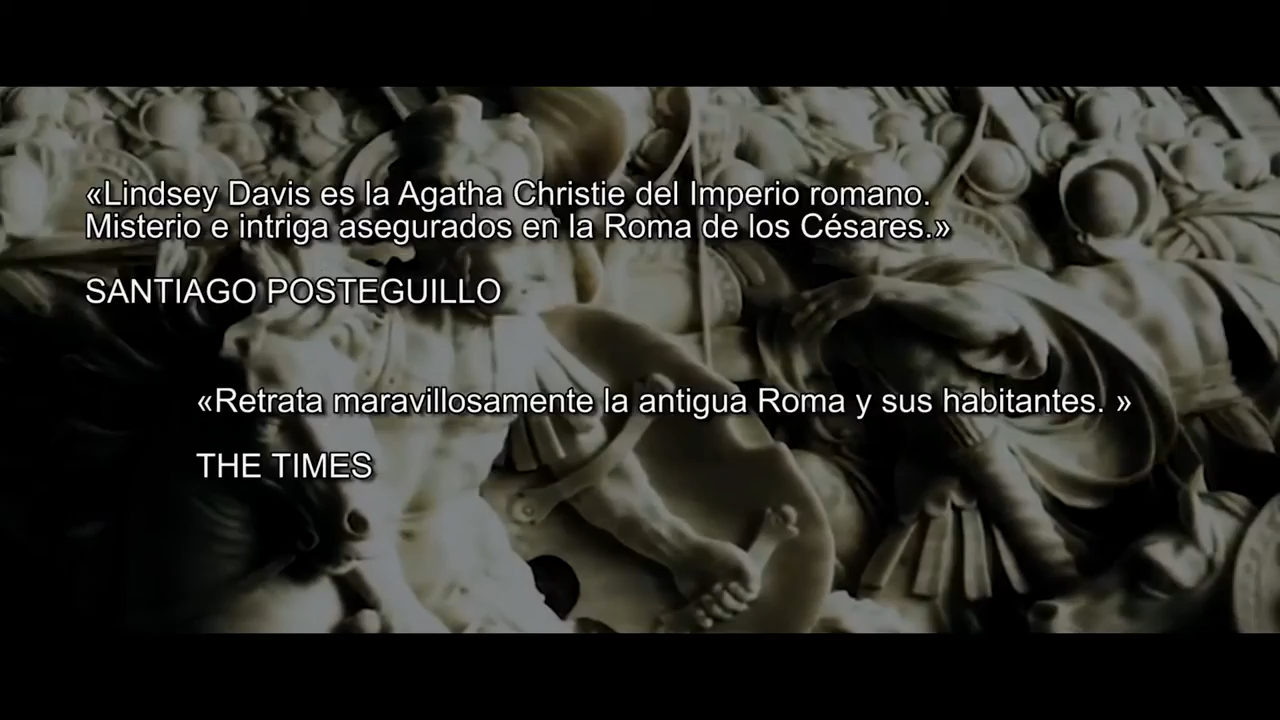 «Lindsey Davis es la Agatha Christie del Imperio romano.
Misterio e intriga asegurados en la Roma de los Césares.»
SANTIAGO POSTEGUILLO
«Retrata maravillosamente la antigua Roma y sus habitantes. »
THE TIMES